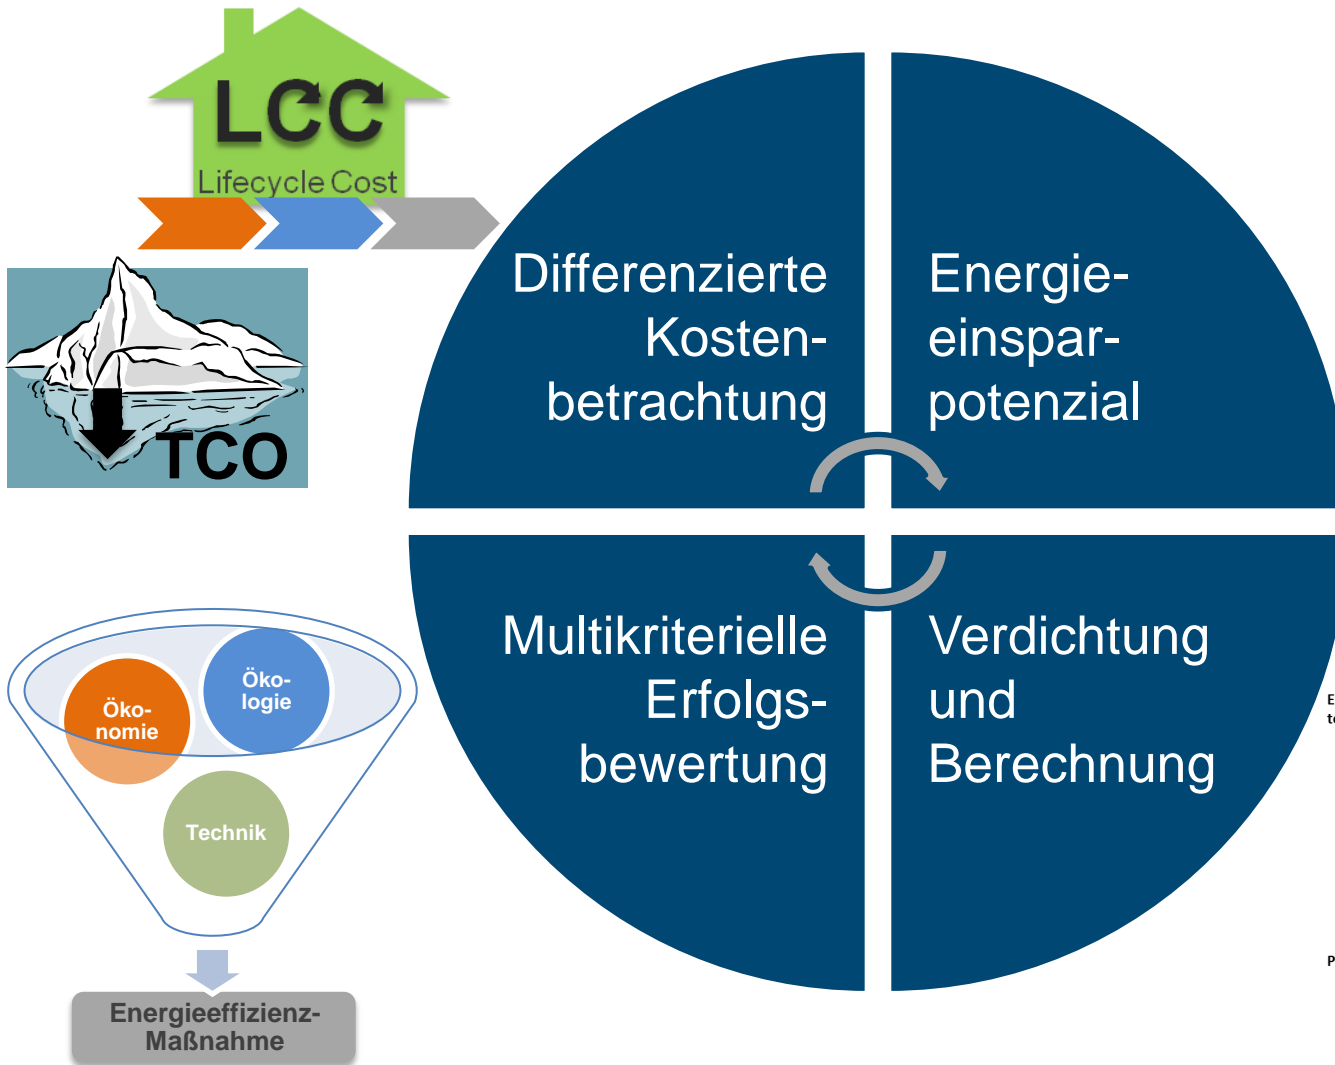 LCC
Lifecycle Cost
TCO
Differenzierte
Kosten-
betrachtung
Energie-
einspar-
potenzial
Multikriterielle
Erfolgs-
bewertung
Verdichtung
und
Berechnung
Öko-
nomie
Öko-
logie
Technik
Energieeffizienz-
Maßnahme